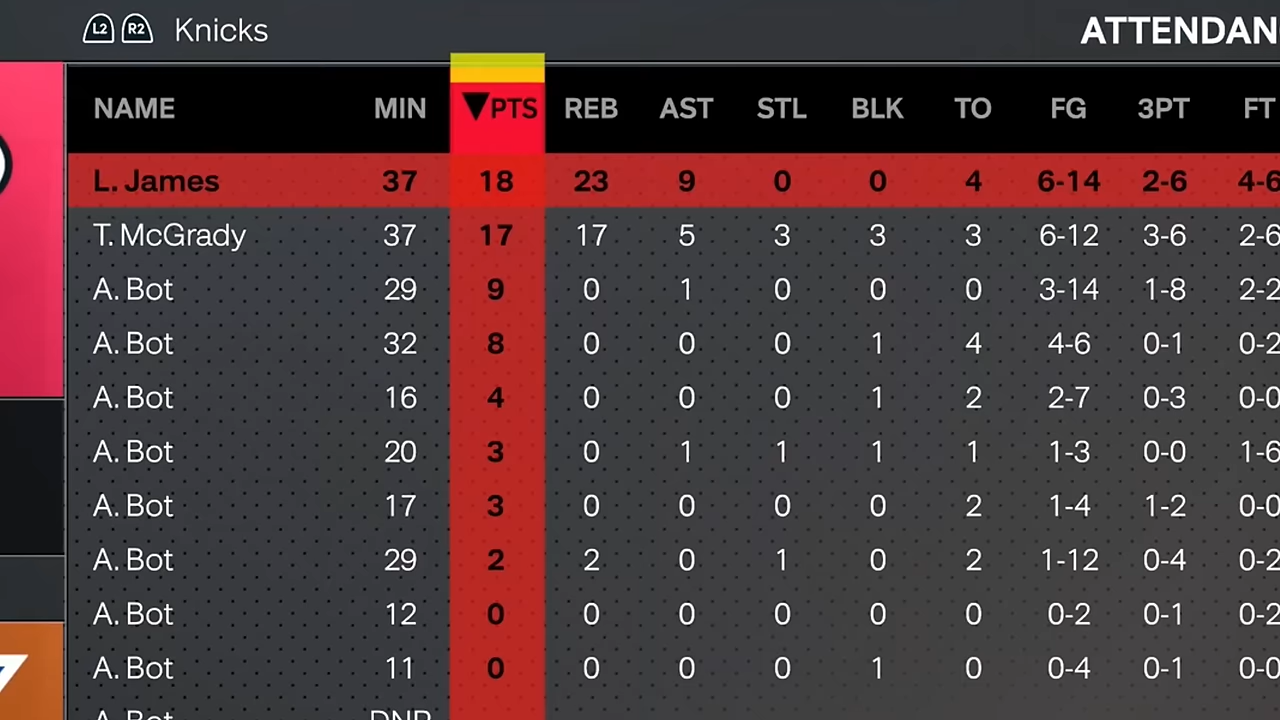 L2 R2 Knicks ATTENDAN
NAME MIN ▼PTS REB AST STL BLK TO FG 3PT FT
L. James 37 18 23 9 0 0 4 6-14 2-6 4-6
T. McGrady 37 17 17 5 3 3 3 6-12 3-6 2-6
A. Bot 29 9 0 1 0 0 0 3-14 1-8 2-2
A. Bot 32 8 0 0 0 1 4 4-6 0-1 0-2
A. Bot 16 4 0 0 0 1 2 2-7 0-3 0-0
A. Bot 20 3 0 1 1 1 1 1-3 0-0 1-6
A. Bot 17 3 0 0 0 0 2 1-4 1-2 0-0
A. Bot 29 2 2 0 1 0 2 1-12 0-4 0-2
A. Bot 12 0 0 0 0 0 0 0-2 0-1 0-2
A. Bot 11 0 0 0 0 1 0 0-4 0-1 0-0
A. Bot DNP